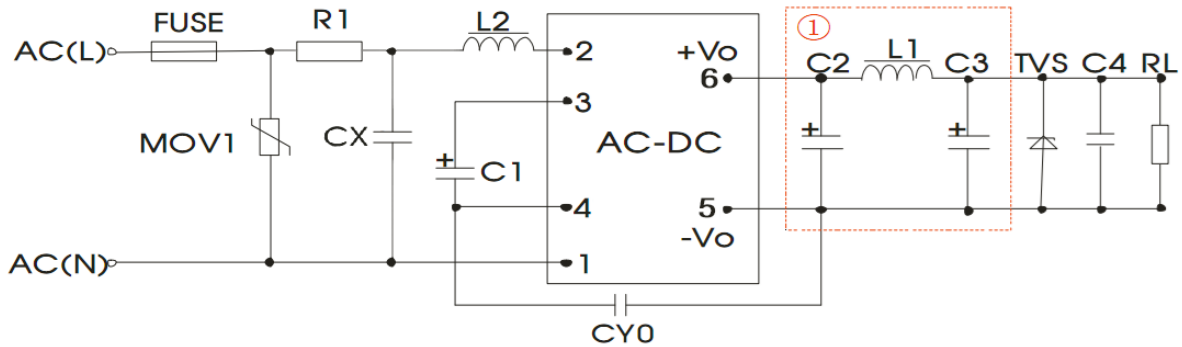 FUSE
R1
L2
①
AC(L)
2
+Vo
C2
L1
C3
TVS
C4
RL
6
3
MOV1
CX
+
C1
AC-DC
+
+
4
5
-Vo
AC(N)
1
CY0